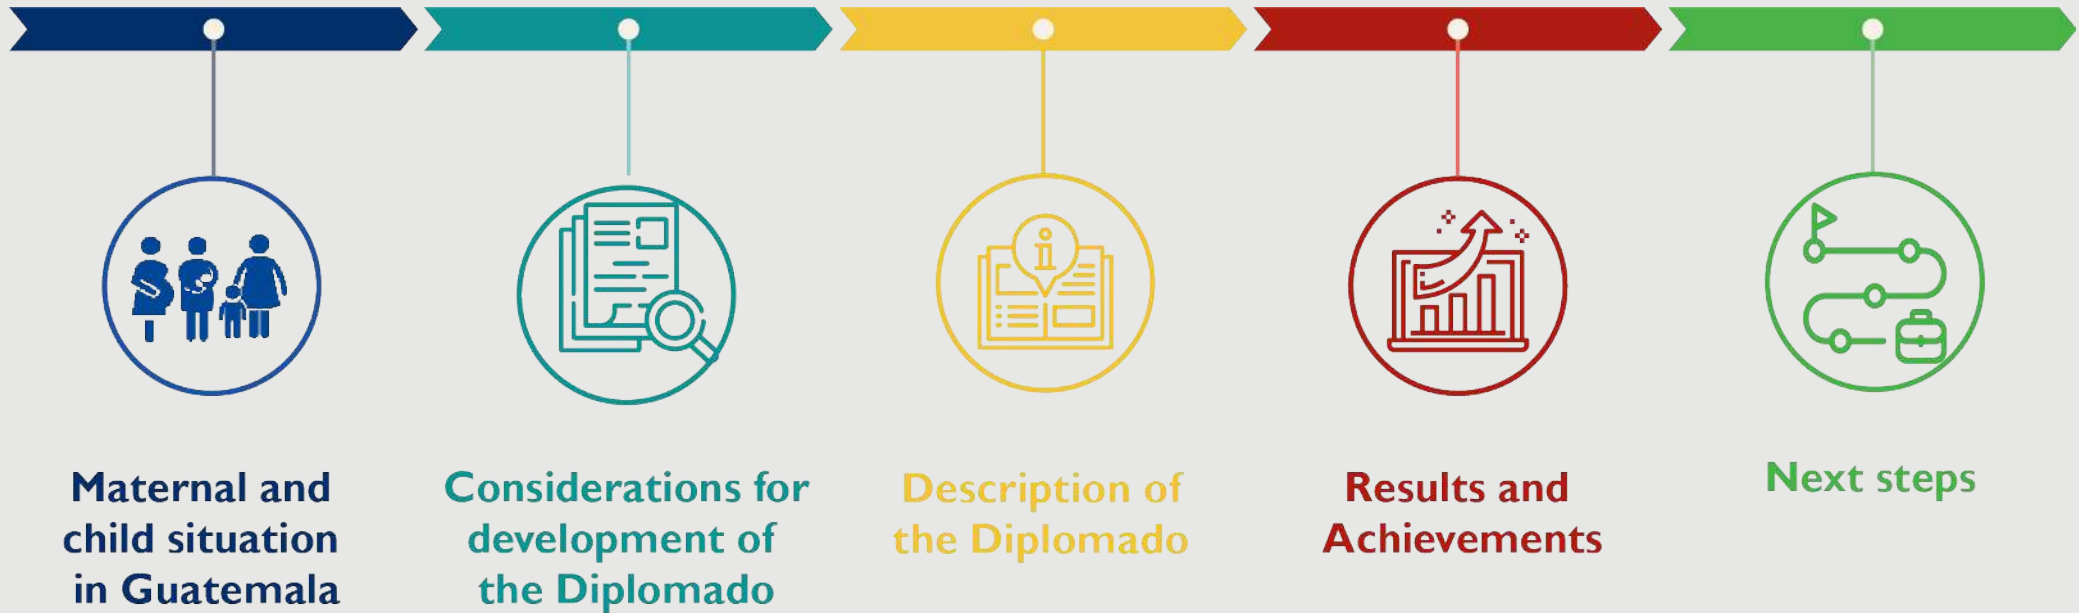 Maternal and
child situation
in Guatemala
Considerations for
development of
the Diplomado
i
Description of
the Diplomado
Results and
Achievements
Next steps